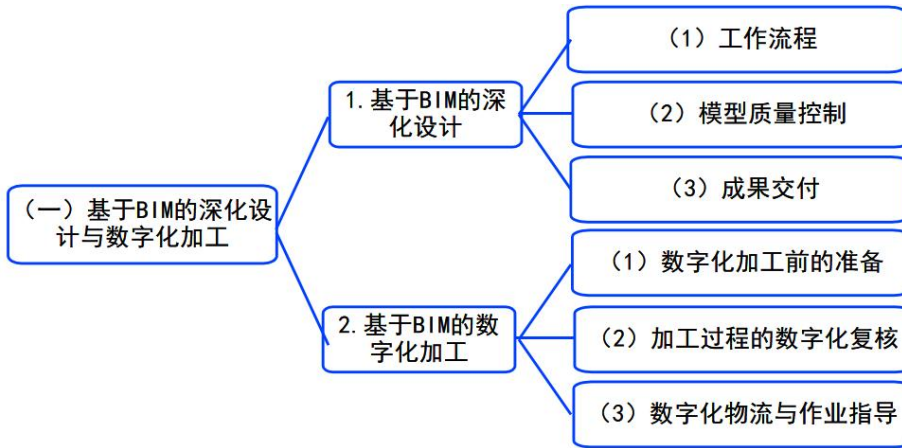 （一）基于BIM的深化设
计与数字化加工
1.基于BIM的深
化设计
（1）工作流程
（2）模型质量控制
（3）成果交付
2.基于BIM的数
字化加工
（1）数字化加工前的准备
（2）加工过程的数字化复核
（3）数字化物流与作业指导